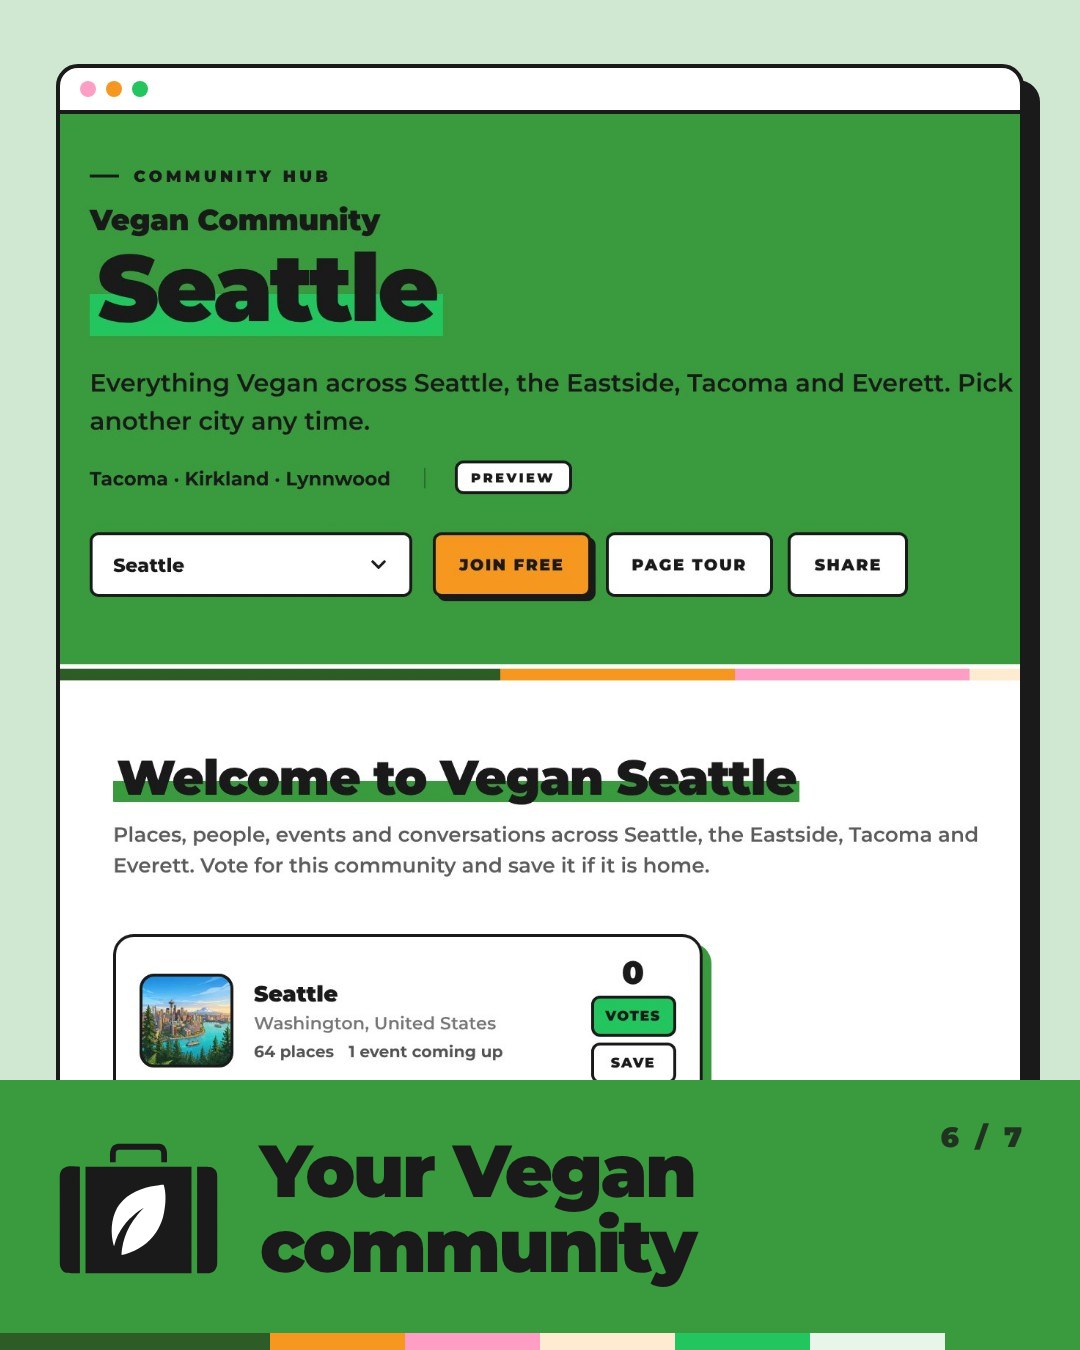 COMMUNITY HUB
Vegan Community
Seattle
Everything Vegan across Seattle, the Eastside, Tacoma and Everett. Pick
another city any time.
Tacoma · Kirkland · Lynnwood
PREVIEW
Seattle
JOIN FREE
PAGE TOUR
SHARE
Welcome to Vegan Seattle
Places, people, events and conversations across Seattle, the Eastside, Tacoma and
Everett. Vote for this community and save it if it is home.
0
Seattle
VOTES
Washington, United States
64 places 1 event coming up
SAVE
6 / 7
Your Vegan
community